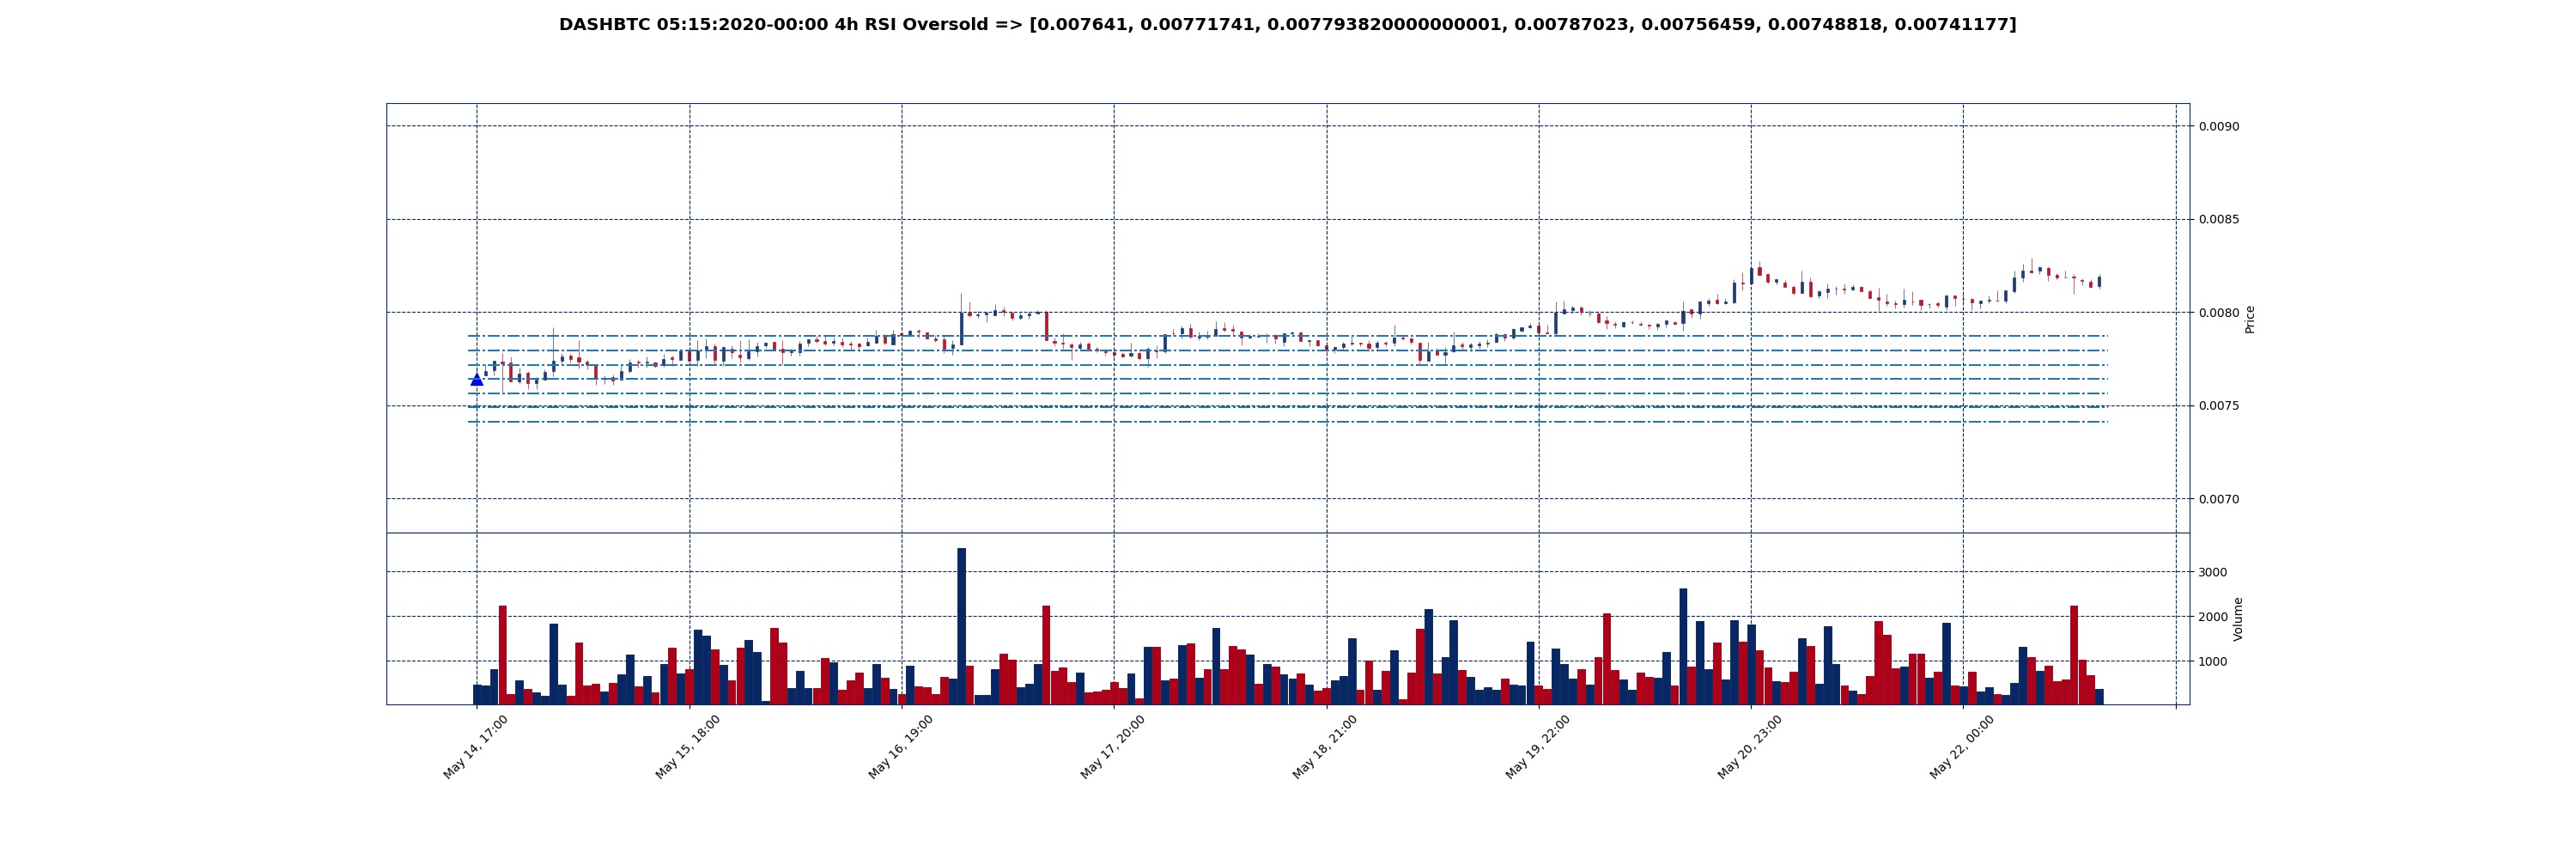 DASHBTC 05:15:2020-00:00 4h RSI Oversold => [0.007641, 0.00771741, 0.0077938200000000001, 0.00787023, 0.00756459, 0.00748818, 0.00741177]
0.0090
0.0085
0.0080
0.0075
0.0070
Price
3000
2000
1000
Volume
May 14, 17:00
May 15, 18:00
May 16, 19:00
May 17, 20:00
May 18, 21:00
May 19, 22:00
May 20, 23:00
May 22, 00:00